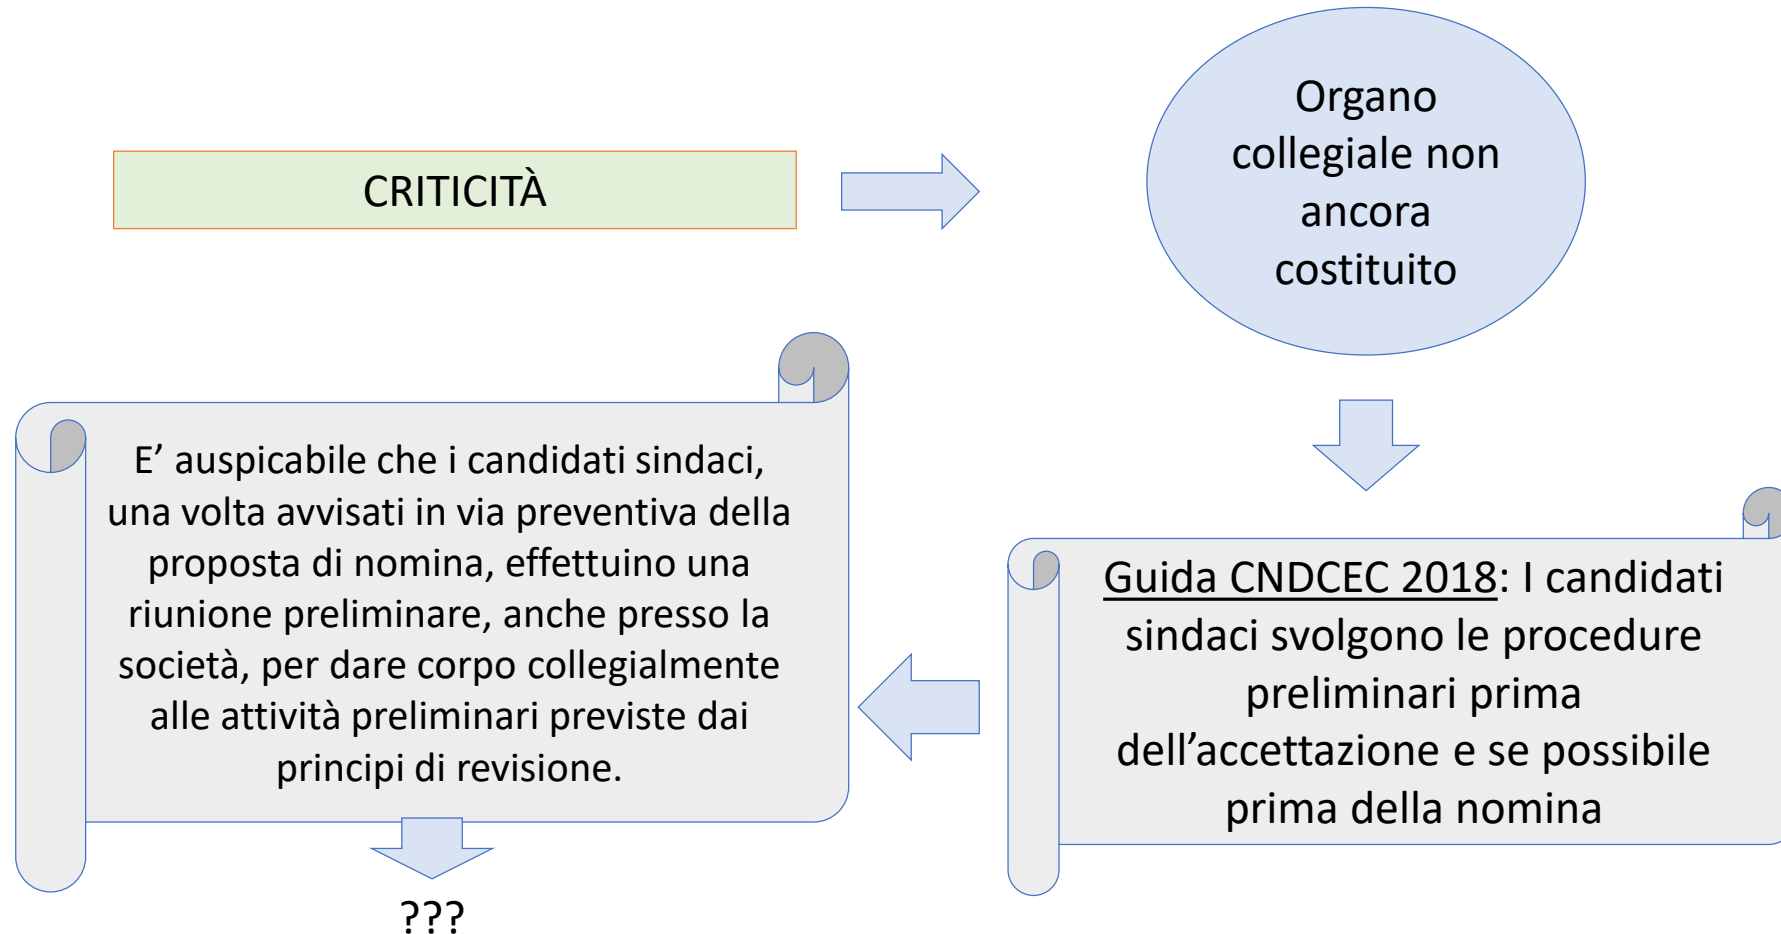 CRITICITÀ
Organo
collegiale non
ancora
costituito
Guida CNDCEC 2018: I candidati
sindaci svolgono le procedure
preliminari prima
dell’accettazione e se possibile
prima della nomina
E’ auspicabile che i candidati sindaci,
una volta avvisati in via preventiva della
proposta di nomina, effettuino una
riunione preliminare, anche presso la
società, per dare corpo collegialmente
alle attività preliminari previste dai
principi di revisione.
???